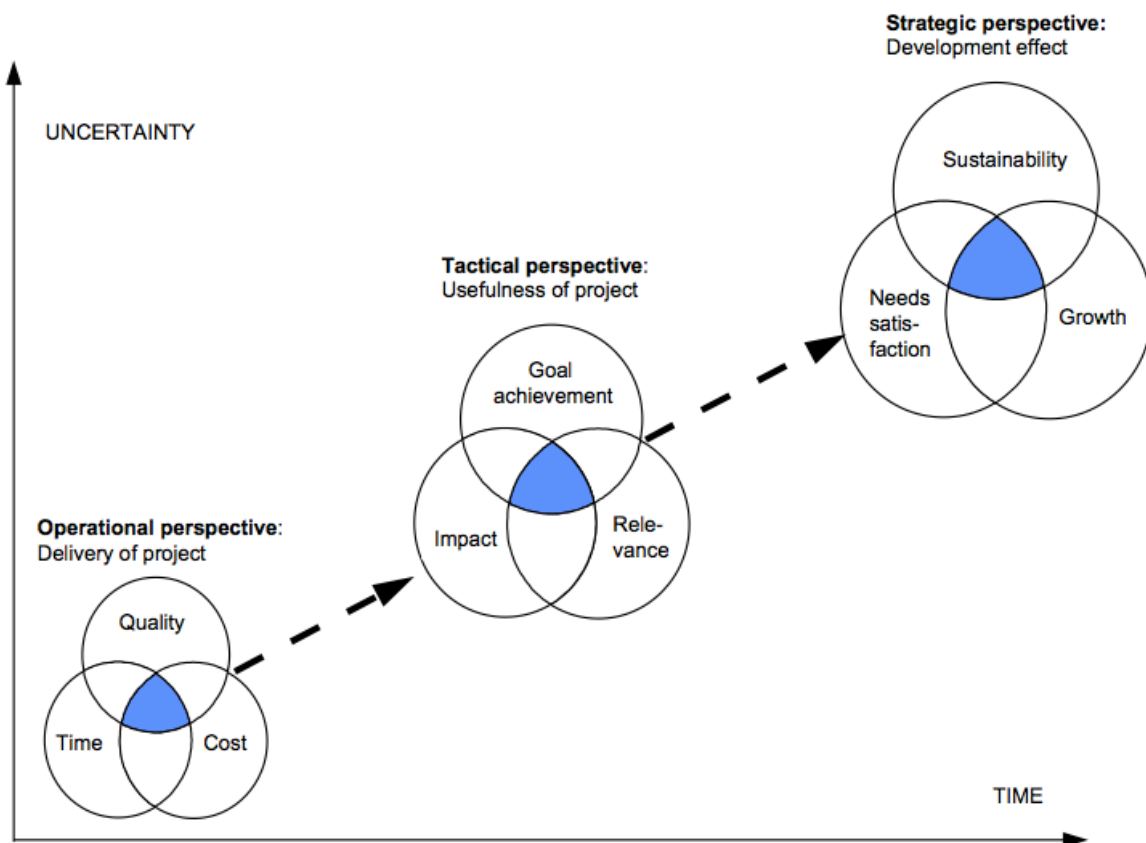 Strategic perspective:
Development effect
UNCERTAINTY
Sustainability
Needs
satis-
faction
Growth
Tactical perspective:
Usefulness of project
Goal
achievement
Impact
Rele-
vance
Operational perspective:
Delivery of project
Quality
Time
Cost
TIME